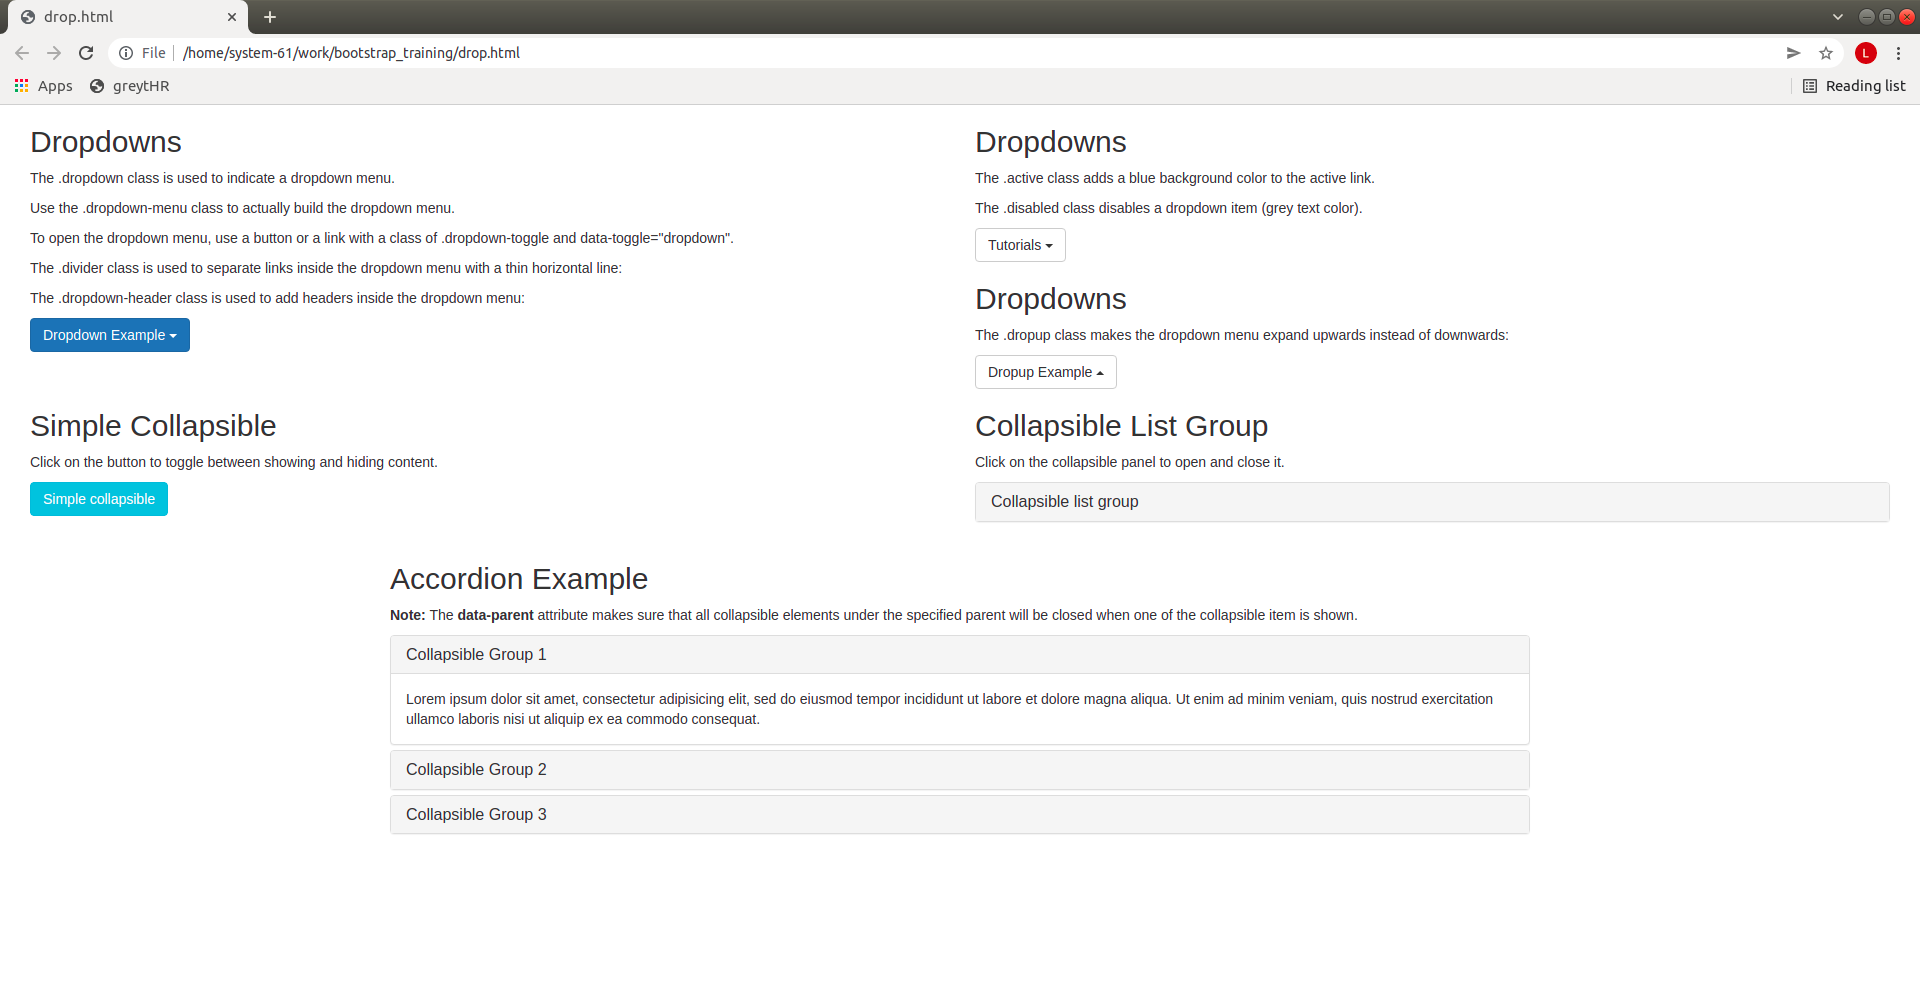 drop.html
File /home/system-61/work/bootstrap_training/drop.html
L
Apps greytHR
Reading list
Dropdowns
The .dropdown class is used to indicate a dropdown menu.
Use the .dropdown-menu class to actually build the dropdown menu.
To open the dropdown menu, use a button or a link with a class of .dropdown-toggle and data-toggle="dropdown".
The .divider class is used to separate links inside the dropdown menu with a thin horizontal line:
The .dropdown-header class is used to add headers inside the dropdown menu:
Dropdown Example
Dropdowns
The .active class adds a blue background color to the active link.
The .disabled class disables a dropdown item (grey text color).
Tutorials
Dropdowns
The .dropup class makes the dropdown menu expand upwards instead of downwards:
Dropup Example
Simple Collapsible
Click on the button to toggle between showing and hiding content.
Simple collapsible
Collapsible List Group
Click on the collapsible panel to open and close it.
Collapsible list group
Accordion Example
Note: The data-parent attribute makes sure that all collapsible elements under the specified parent will be closed when one of the collapsible item is shown.
Collapsible Group 1
Lorem ipsum dolor sit amet, consectetur adipisicing elit, sed do eiusmod tempor incididunt ut labore et dolore magna aliqua. Ut enim ad minim veniam, quis nostrud exercitation
ullamco laboris nisi ut aliquip ex ea commodo consequat.
Collapsible Group 2
Collapsible Group 3